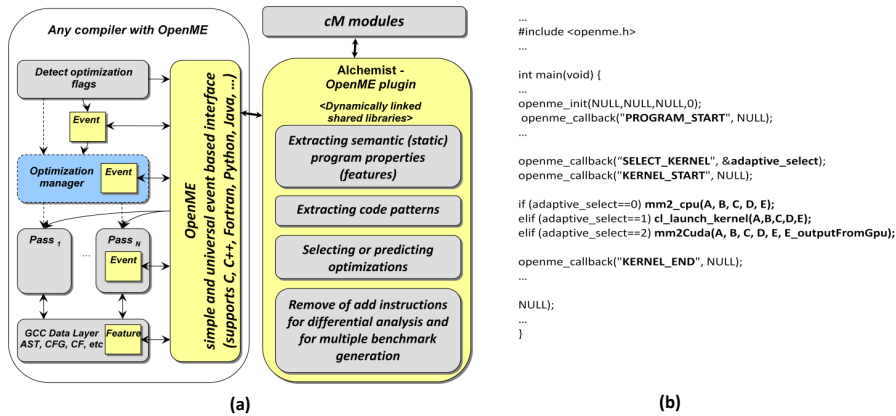 Any compiler with OpenME
Detect optimization
flags
Event
Optimization
manager
Event
Pass 1
...
Pass N
Event
GCC Data Layer
AST, CFG, CF, etc
Feature
OpenME
simple and universal event based interface
(supports C, C++, Fortran, Python, Java, ...)
cM modules
Alchemist -
OpenME plugin
<Dynamically linked
shared libraries>
Extracting semantic (static)
program properties
(features)
Extracting code patterns
Selecting or predicting
optimizations
Remove of add instructions
for differential analysis and
for multiple benchmark
generation
(a)
...
#include <openme.h>
...
int main(void) {
...
openme_init(NULL,NULL,NULL,0);
openme_callback("PROGRAM_START", NULL);
...
openme_callback(“SELECT_KERNEL", &adaptive_select);
openme_callback("KERNEL_START", NULL);
if (adaptive_select==0) mm2_cpu(A, B, C, D, E);
elif (adaptive_select==1) cl_launch_kernel(A,B,C,D,E);
elif (adaptive_select==2) mm2Cuda(A, B, C, D, E, E_outputFromGpu);
openme_callback("KERNEL_END", NULL);
...
NULL);
...
}
(b)